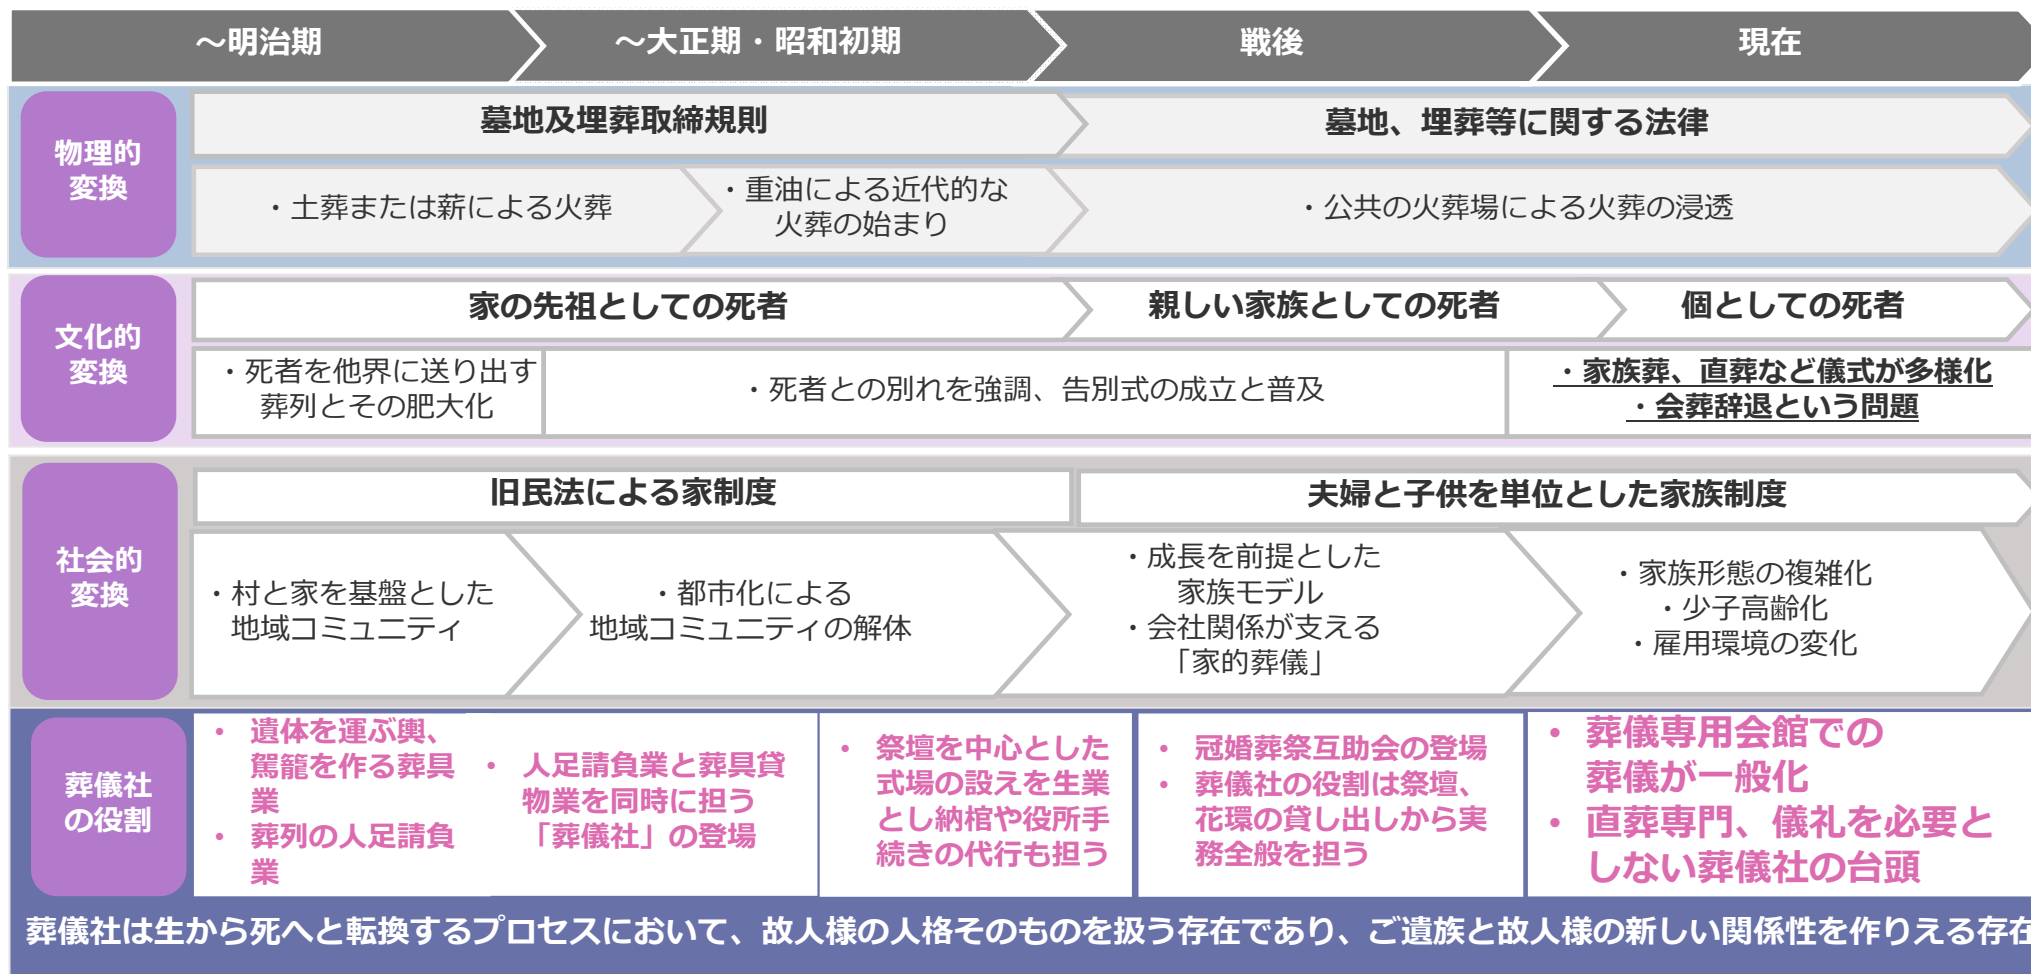 ～明治期
～大正期・昭和初期
戦後
現在
物理的
変換
墓地及埋葬取締規則
墓地、埋葬等に関する法律
・土葬または薪による火葬
・重油による近代的な
火葬の始まり
・公共の火葬場による火葬の浸透
文化的
変換
家の先祖としての死者
親しい家族としての死者
個としての死者
・死者を他界に送り出す
葬列とその肥大化
・死者との別れを強調、告別式の成立と普及
・家族葬、直葬など儀式が多様化
・会葬辞退という問題
社会的
変換
旧民法による家制度
夫婦と子供を単位とした家族制度
・村と家を基盤とした
地域コミュニティ
・都市化による
地域コミュニティの解体
・成長を前提とした
家族モデル
・会社関係が支える
「家的葬儀」
・家族形態の複雑化
・少子高齢化
・雇用環境の変化
葬儀社
の役割
• 遺体を運ぶ輿、
駕籠を作る葬具
業
• 葬列の人足請負
業
• 人足請負業と葬具貸
物業を同時に担う
「葬儀社」の登場
• 祭壇を中心とした
式場の設えを生業
とし納棺や役所手
続きの代行も担う
• 冠婚葬祭互助会の登場
• 葬儀社の役割は祭壇、
花環の貸し出しから実
務全般を担う
• 葬儀専用会館での
葬儀が一般化
• 直葬専門、儀礼を必要と
しない葬儀社の台頭
葬儀社は生から死へと転換するプロセスにおいて、故人様の人格そのものを扱う存在であり、ご遺族と故人様の新しい関係性を作りえる存在